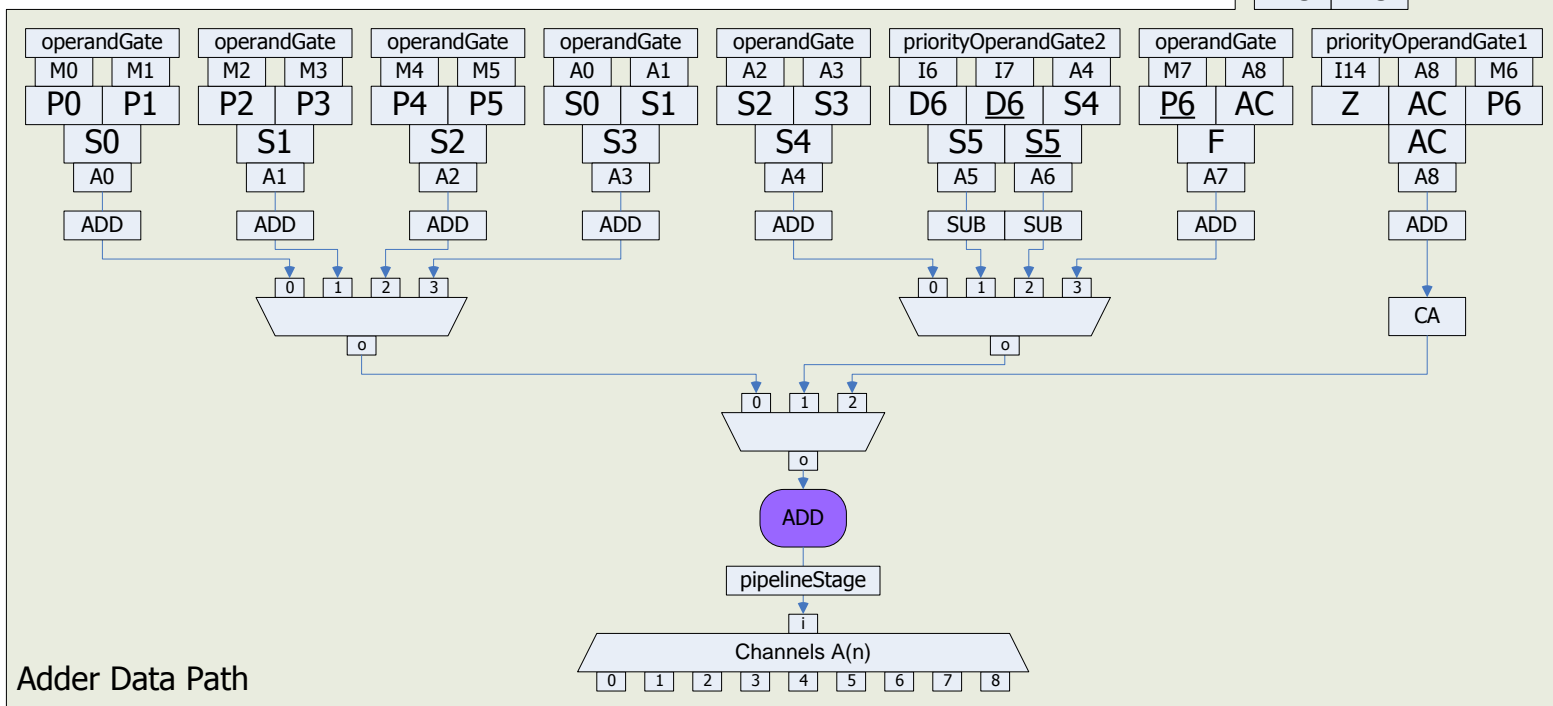 operandGate operandGate operandGate operandGate operandGate priorityOperandGate2 operandGate priorityOperandGate1
M0 M1 M2 M3 M4 M5 A0 A1 A2 A3 I6 I7 A4 M7 A8 I14 A8 M6
P0 P1 P2 P3 P4 P5 S0 S1 S2 S3 D6 D6 S4 P6 AC Z AC P6
S0 S1 S2 S3 S4 S5 S5 F AC
A0 A1 A2 A3 A4 A5 A6 A7 A8
ADD ADD ADD ADD ADD SUB SUB ADD ADD
0 1 2 3 0 1 2 3
CA
o o
0 1 2
o
ADD
pipelineStage
i
Channels A(n)
0 1 2 3 4 5 6 7 8
Adder Data Path